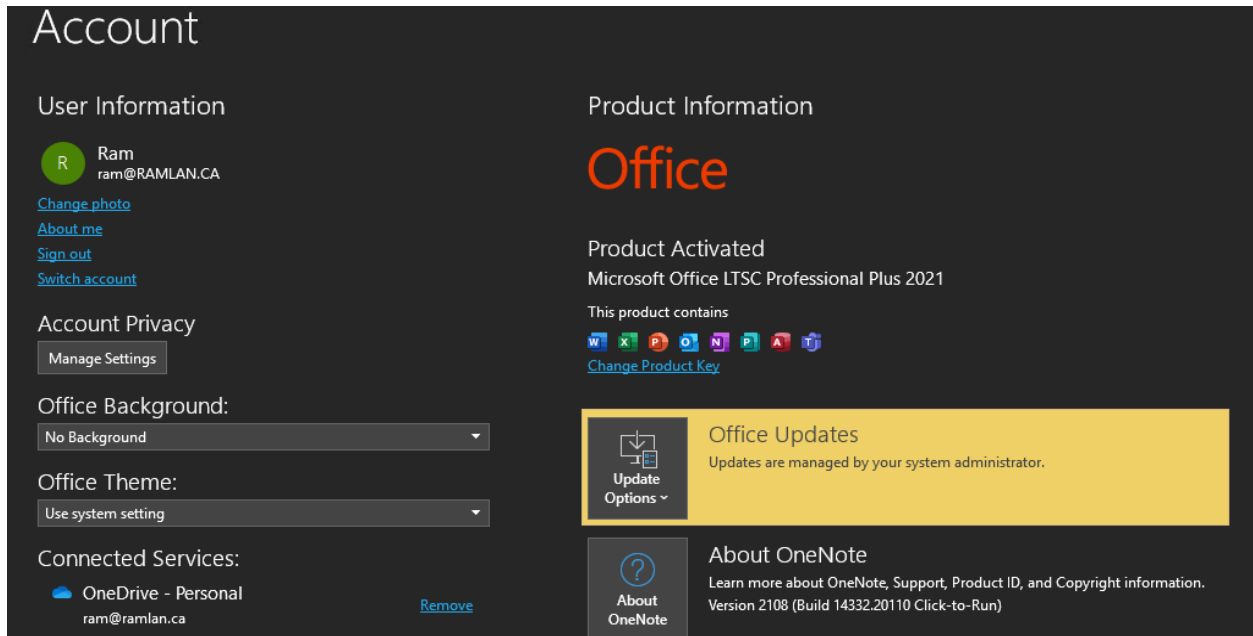 Account
User Information
R
Ram
ram@RAMLAN.CA
Change photo
About me
Sign out
Switch account
Account Privacy
Manage Settings
Office Background:
No Background
Office Theme:
Use system setting
Connected Services:
OneDrive - Personal
ram@ramlan.ca
Remove
Product Information
Office
Product Activated
Microsoft Office LTSC Professional Plus 2021
This product contains
Change Product Key
Update
Options
Office Updates
Updates are managed by your system administrator.
About
OneNote
About OneNote
Learn more about OneNote, Support, Product ID, and Copyright information.
Version 2108 (Build 14332.20110 Click-to-Run)